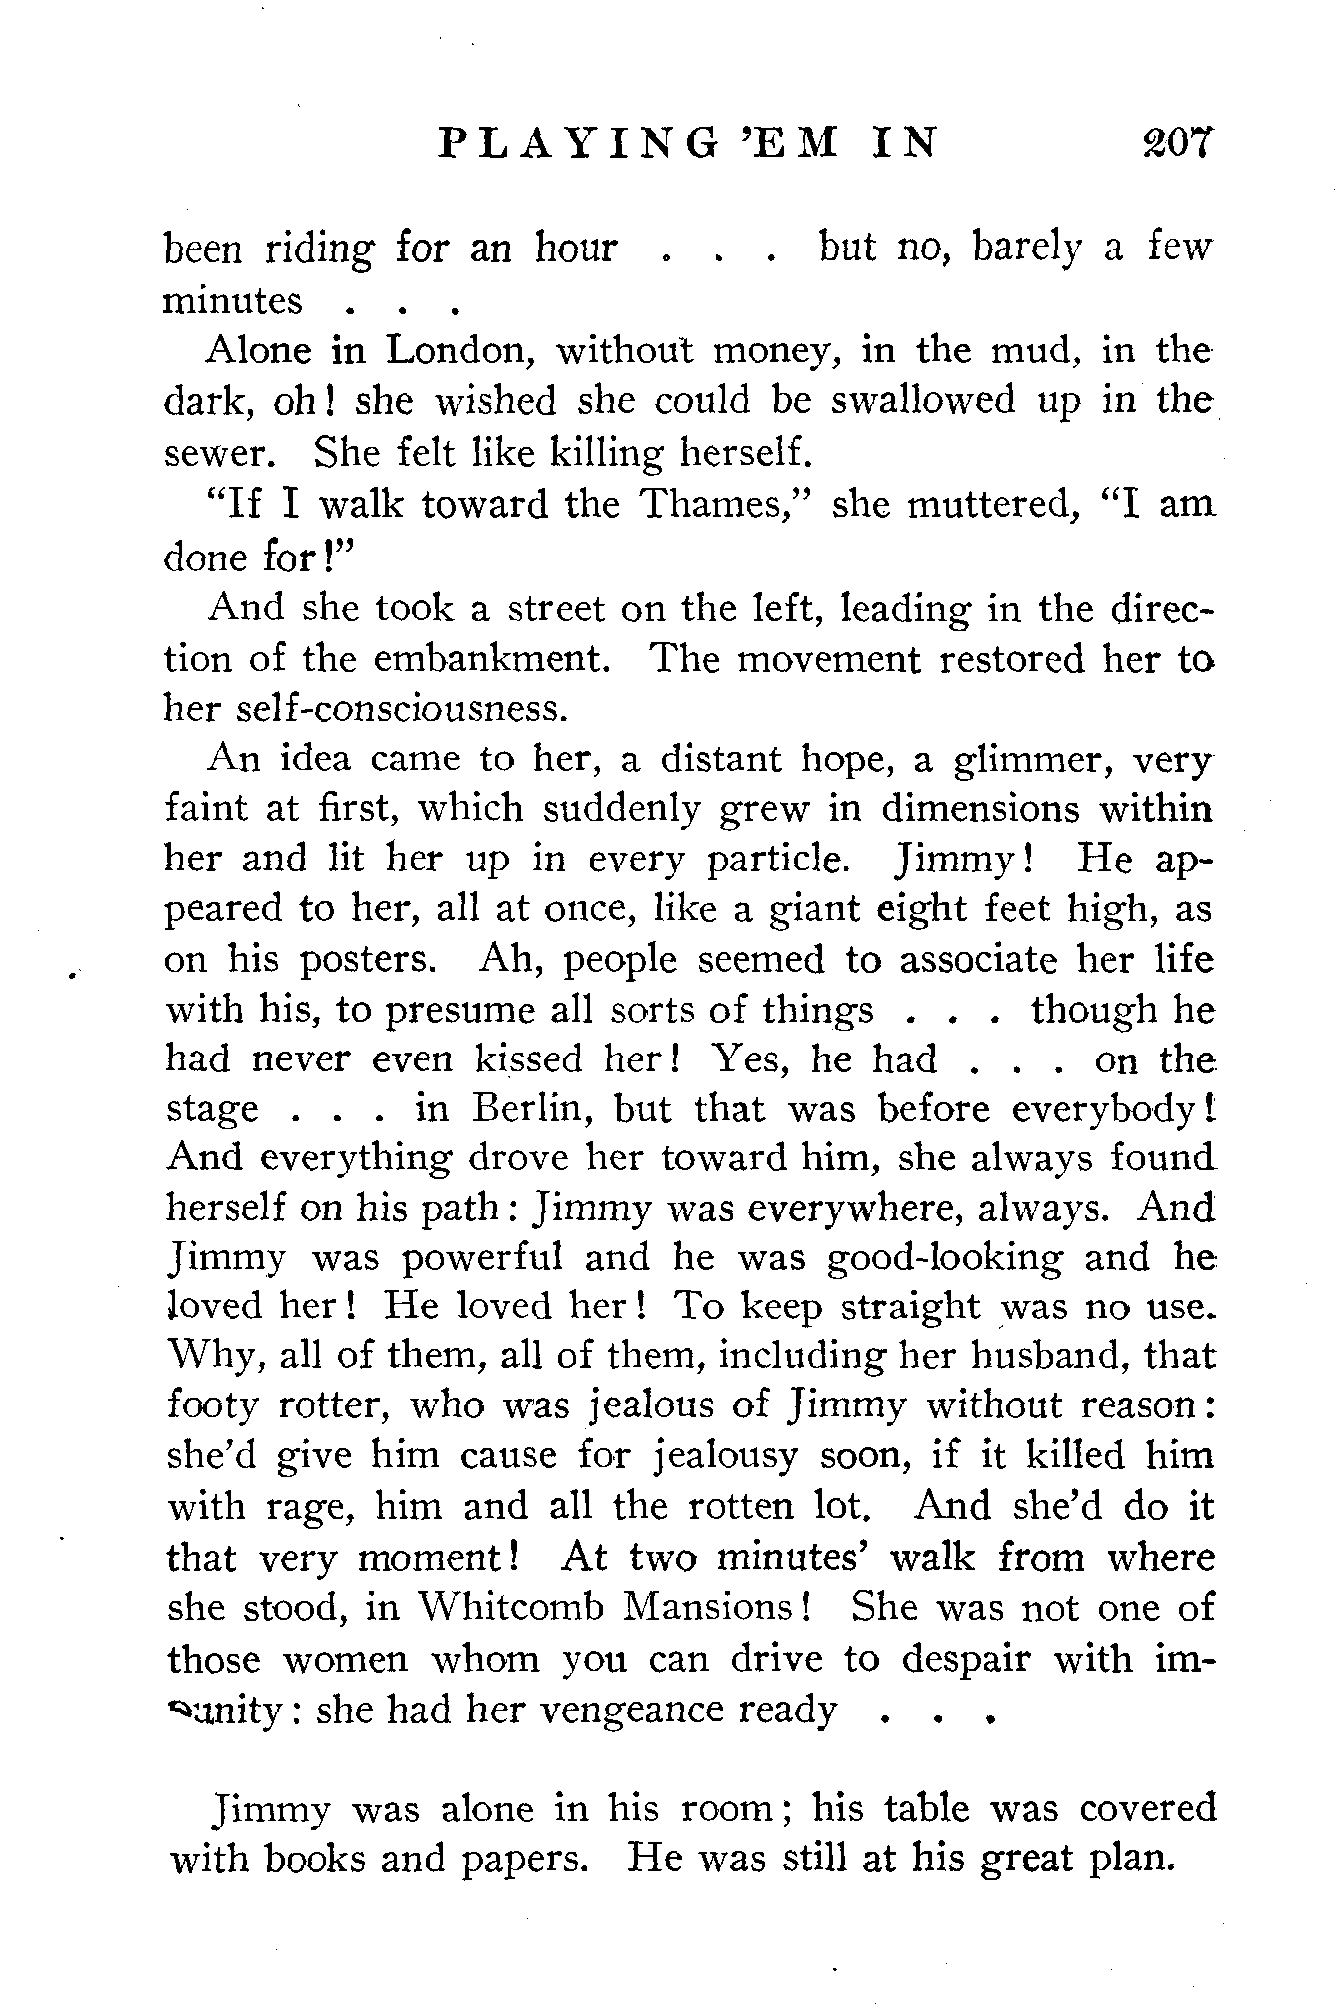 PLAYING 'EM IN 207
been riding for an hour . . . but no, barely a few
minutes . . .
Alone in London, without money, in the mud, in the
dark, oh! she wished she could be swallowed up in the
sewer. She felt like killing herself.
"If I walk toward the Thames," she muttered, "I am
done for!"
And she took a street on the left, leading in the direc-
tion of the embankment. The movement restored her to
her self-consciousness.
An idea came to her, a distant hope, a glimmer, very
faint at first, which suddenly grew in dimensions within
her and lit her up in every particle. Jimmy! He ap-
peared to her, all at once, like a giant eight feet high, as
on his posters. Ah, people seemed to associate her life
with his, to presume all sorts of things . . . though he
had never even kissed her! Yes, he had . . . on the
stage . . . in Berlin, but that was before everybody!
And everything drove her toward him, she always found
herself on his path: Jimmy was everywhere, always. And
Jimmy was powerful and he was good-looking and he
loved her! He loved her! To keep straight was no use.
Why, all of them, all of them, including her husband, that
footy rotter, who was jealous of Jimmy without reason:
she'd give him cause for jealousy soon, if it killed him
with rage, him and all the rotten lot. And she'd do it
that very moment! At two minutes' walk from where
she stood, in Whitcomb Mansions! She was not one of
those women whom you can drive to despair with im-
punity: she had her vengeance ready . . .
Jimmy was alone in his room; his table was covered
with books and papers. He was still at his great plan.